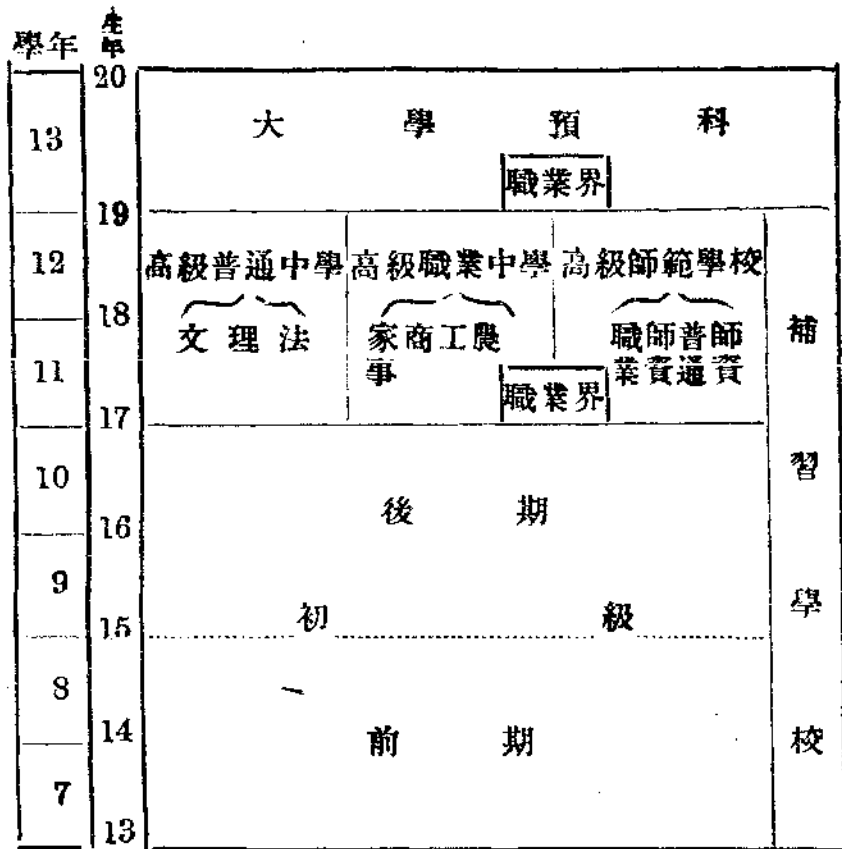 學年 生年
20
大學預科
13
職業界
19
12 高級普通中學 高級職業中學 高級師範學校
18
文理法 家事商工農 職業師資普通師資
11
職業界
17
10
後期
16
9
初級
15
8
14
前期
7
13
補習學校